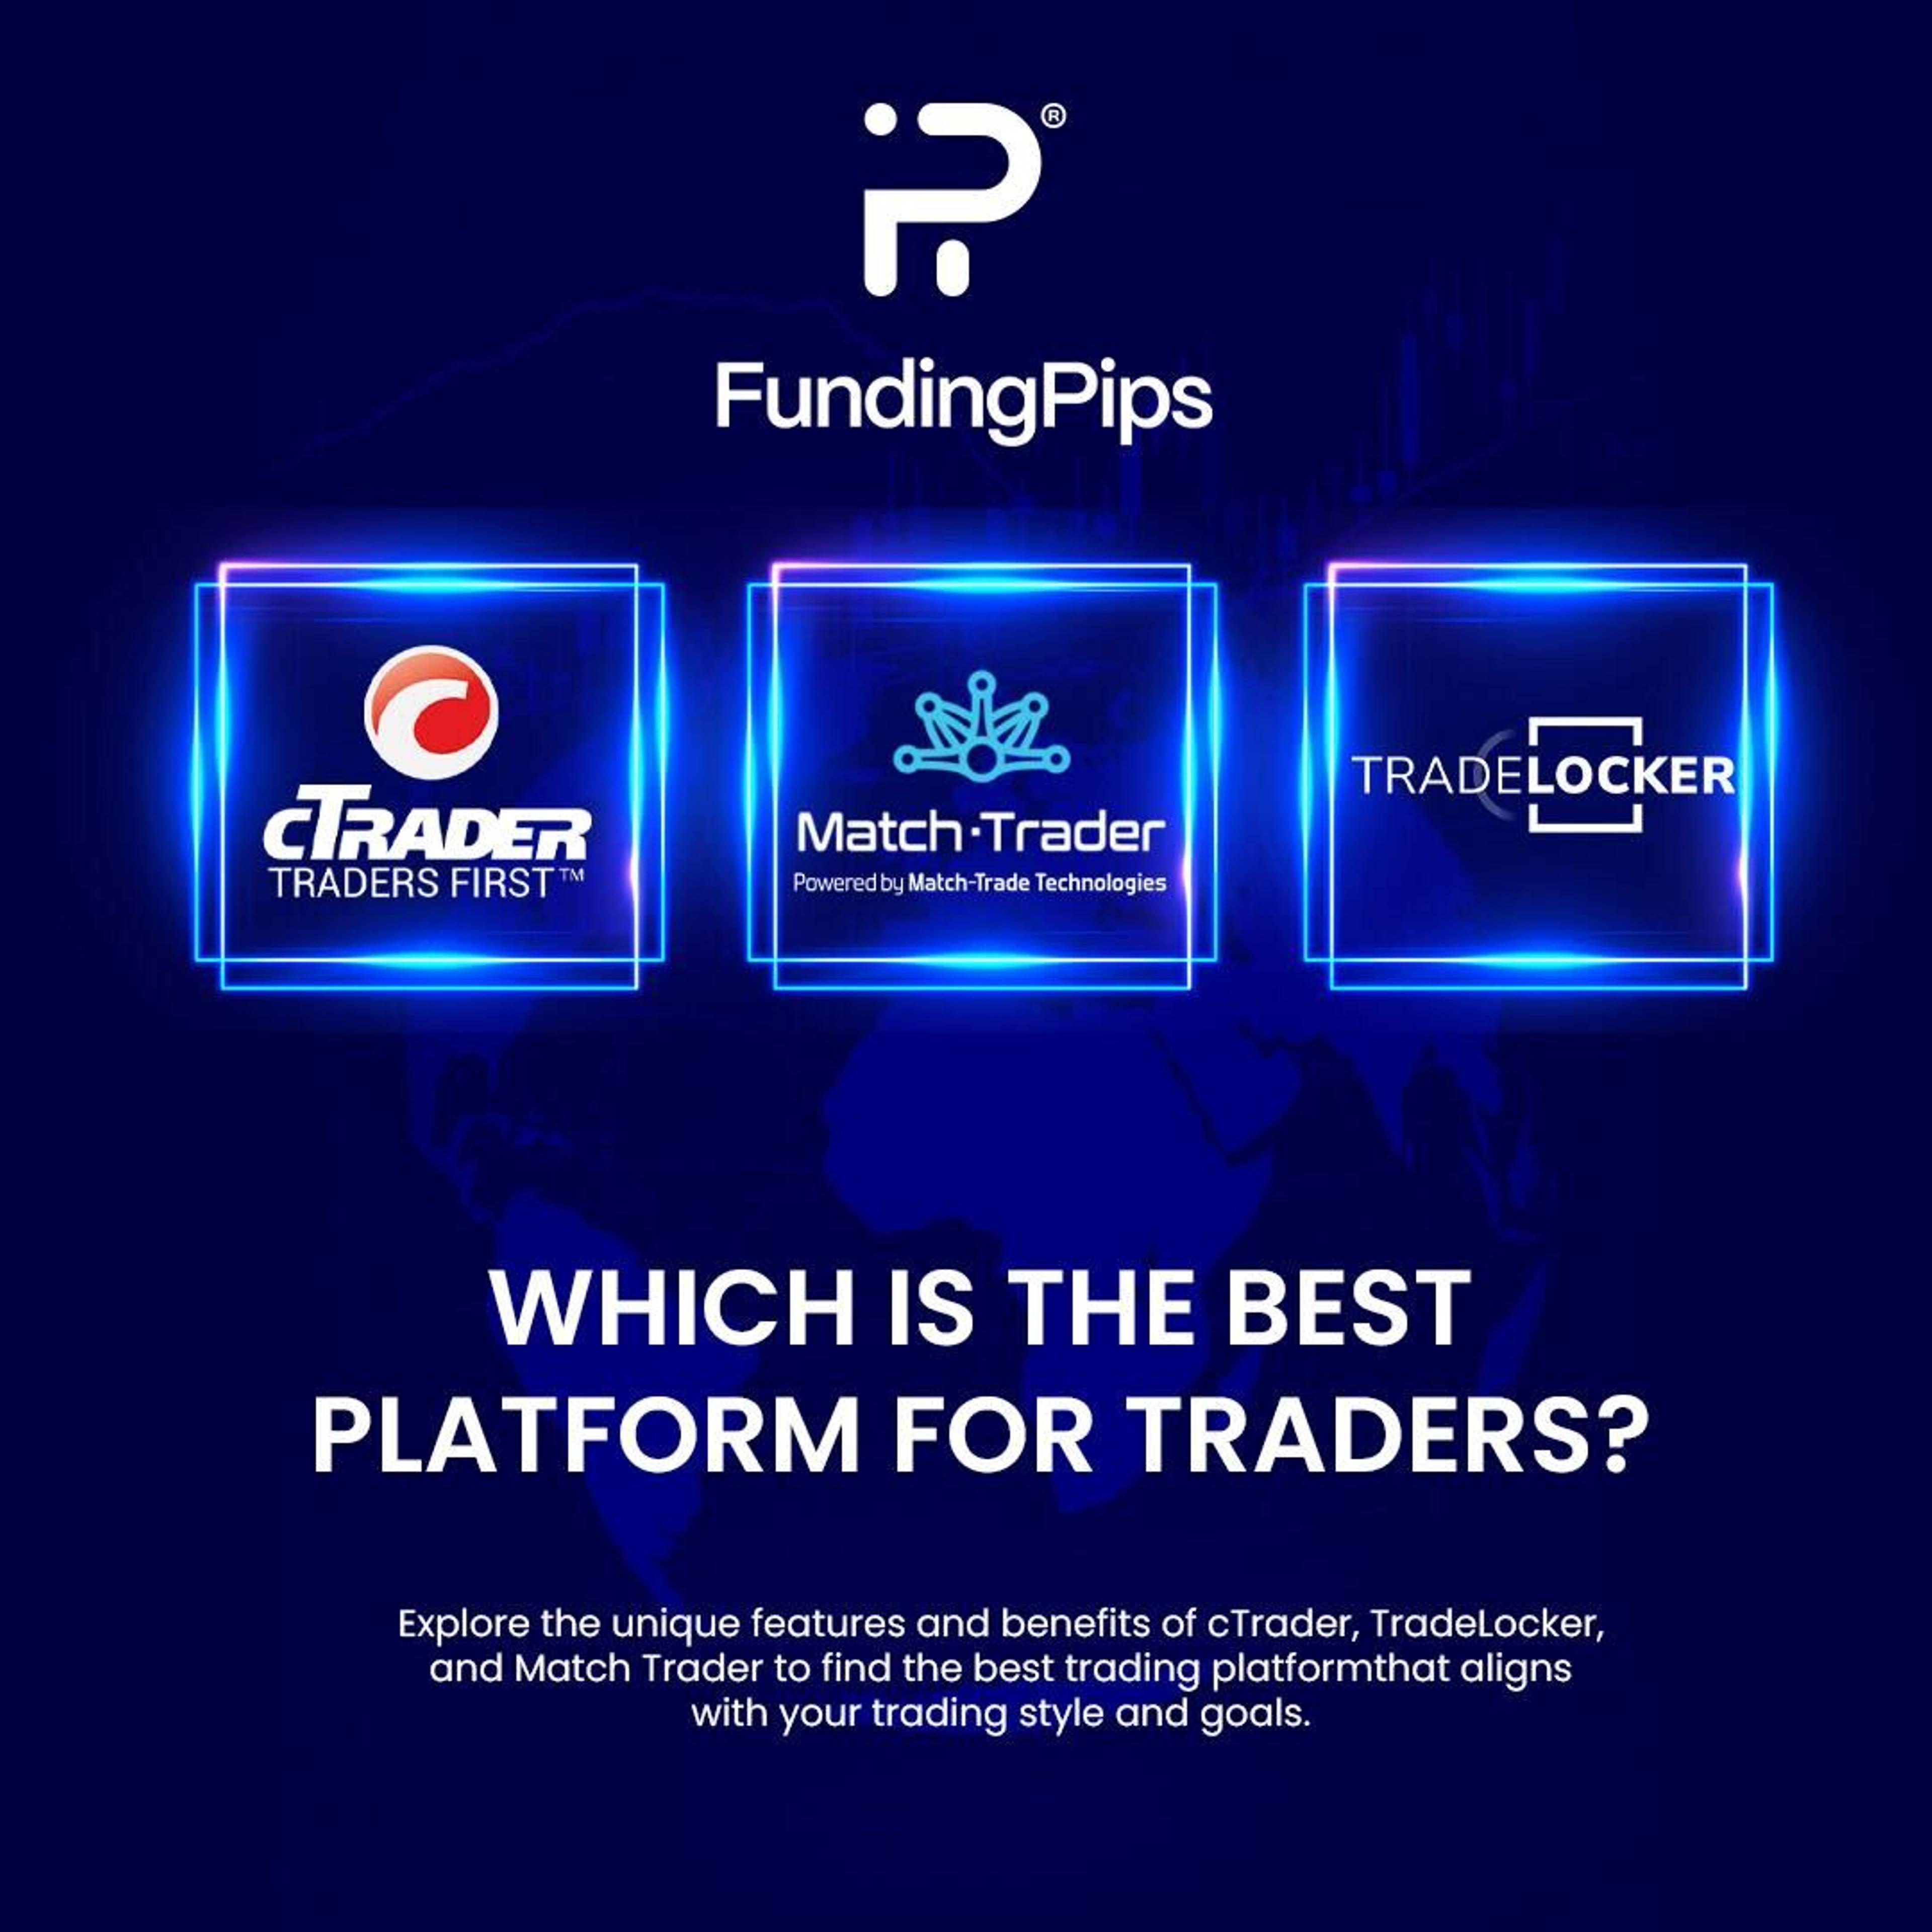 ®
FundingPips
cTRADER
TRADERS FIRST™
Match·Trader
Powered by Match-Trade Technologies
TRADELOCKER
WHICH IS THE BEST
PLATFORM FOR TRADERS?
Explore the unique features and benefits of cTrader, TradeLocker,
and Match Trader to find the best trading platformthat aligns
with your trading style and goals.